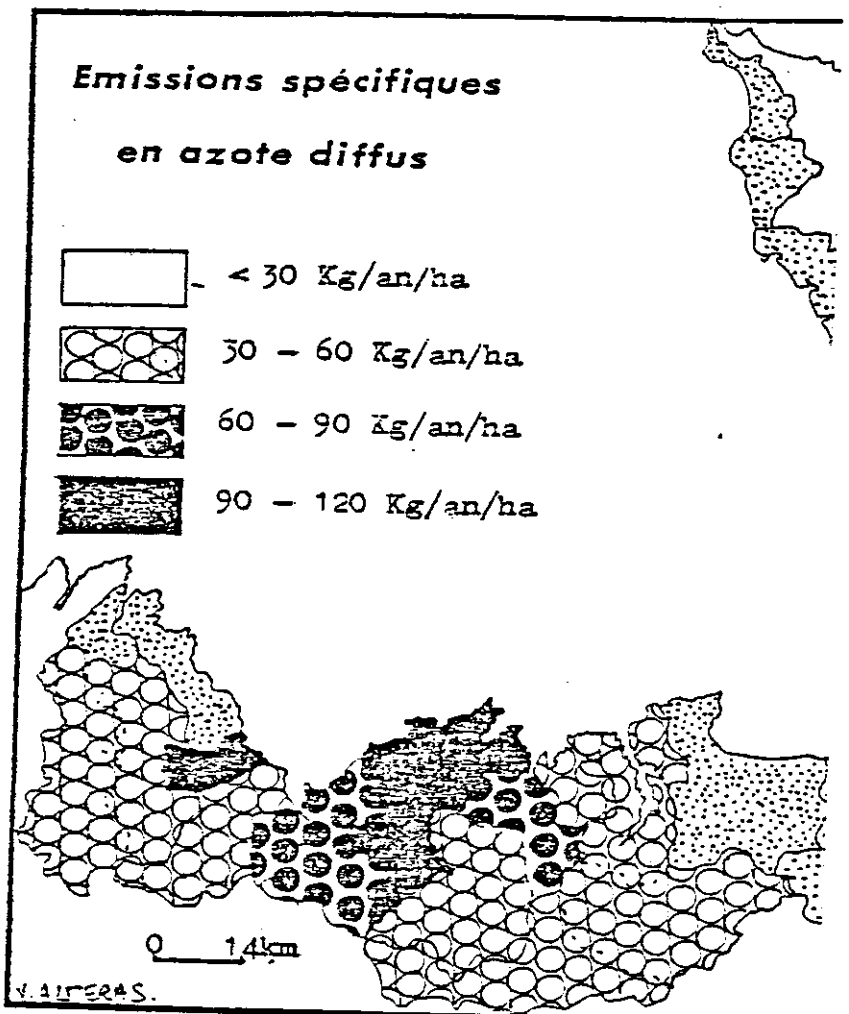 Emissions spécifiques
en azote diffus
< 30 Kg/an/ha
30 – 60 Kg/an/ha
60 – 90 Kg/an/ha
90 – 120 Kg/an/ha
0 14km
V. ALTERAS.